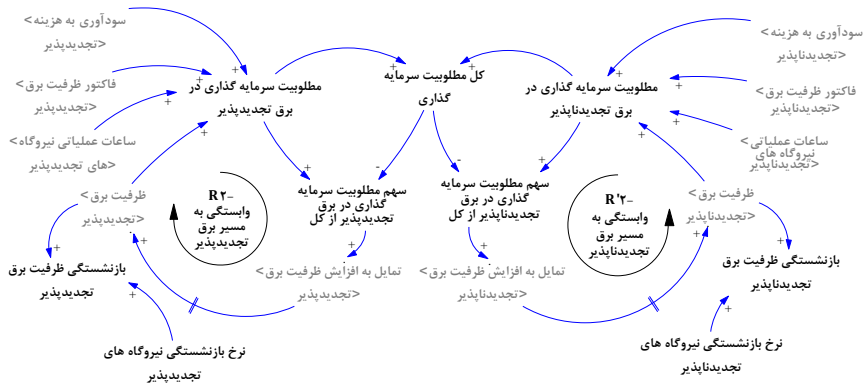 <سودآوری به هزینه
تجدیدپذیر>
<فاکتور ظرفیت برق
تجدیدپذیر>
<ساعات عملیاتی نیروگاه
های تجدیدپذیر>
مطلوبیت سرمایه گذاری در
برق تجدیدپذیر
کل مطلوبیت سرمایه
گذاری
مطلوبیت سرمایه گذاری در
برق تجدیدناپذیر
<سودآوری به هزینه
تجدیدناپذیر>
<فاکتور ظرفیت برق
تجدیدناپذیر>
<ساعات عملیاتی
نیروگاه های
تجدیدناپذیر>
<ظرفیت برق
تجدیدپذیر>
R۲-
وابستگی به
مسیر برق
تجدیدپذیر
سهم مطلوبیت سرمایه
گذاری در برق
تجدیدپذیر از کل
سهم مطلوبیت سرمایه
گذاری در برق
تجدیدناپذیر از کل
R'۲-
وابستگی به
مسیر برق
تجدیدناپذیر
<ظرفیت برق
تجدیدناپذیر>
بازنشستگی ظرفیت برق
تجدیدپذیر
<تمایل به افزایش ظرفیت برق
تجدیدپذیر>
<تمایل به افزایش ظرفیت برق
تجدیدناپذیر>
بازنشستگی ظرفیت برق
تجدیدناپذیر
نرخ بازنشستگی نیروگاه های
تجدیدپذیر
نرخ بازنشستگی نیروگاه های
تجدیدناپذیر